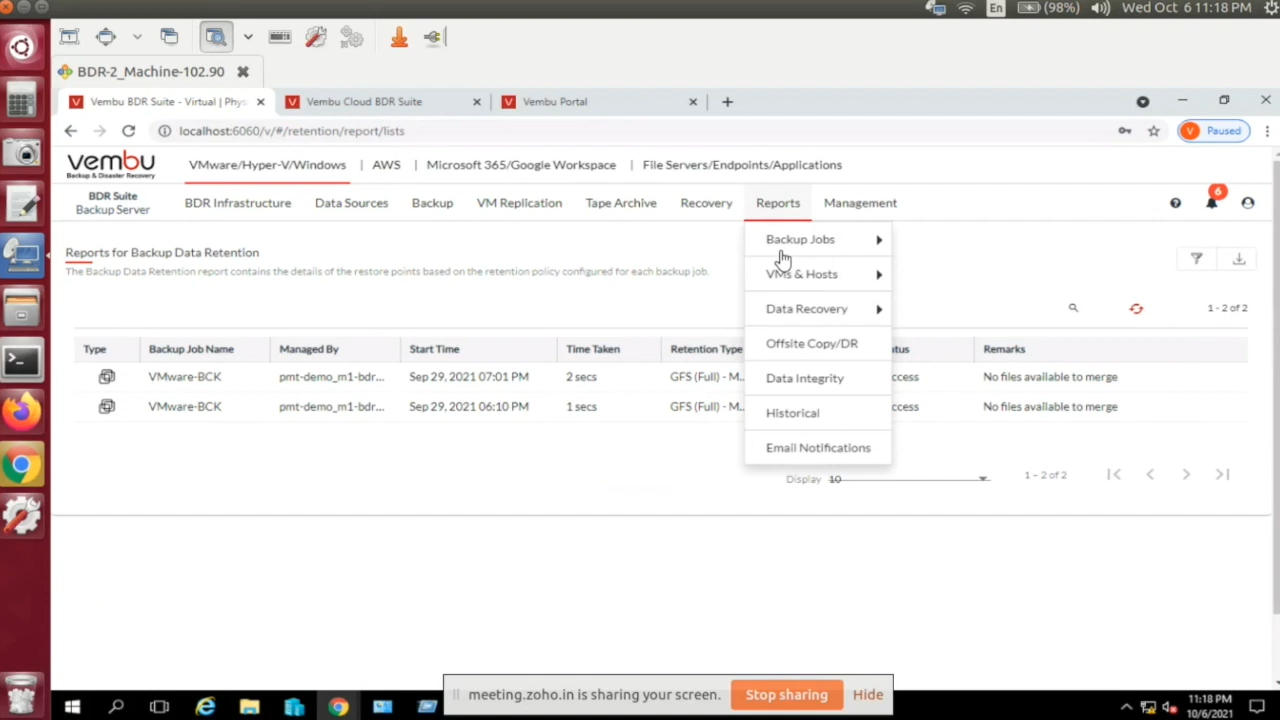 En (98%) Wed Oct 6 11:18 PM
BDR-2_Machine-102.90
Vembu BDR Suite - Virtual | Phys Vembu Cloud BDR Suite Vembu Portal
localhost:6060/v/#/retention/report/lists Paused
vembu VMware/Hyper-V/Windows | AWS | Microsoft 365/Google Workspace | File Servers/Endpoints/Applications
Backup & Disaster Recovery
BDR Suite
Backup Server
BDR Infrastructure Data Sources Backup VM Replication Tape Archive Recovery Reports Management 6
Backup Jobs
VMs & Hosts
Data Recovery
Offsite Copy/DR
Data Integrity
Historical
Email Notifications
Reports for Backup Data Retention
The Backup Data Retention report contains the details of the restore points based on the retention policy configured for each backup job.
1 - 2 of 2
Type Backup Job Name Managed By Start Time Time Taken Retention Type atus Remarks
VMware-BCK pmt-demo_m1-bdr... Sep 29, 2021 07:01 PM 2 secs GFS (Full) - M... ccess No files available to merge
VMware-BCK pmt-demo_m1-bdr... Sep 29, 2021 06:10 PM 1 secs GFS (Full) - M... ccess No files available to merge
Display 10 1 - 2 of 2
meeting.zoho.in is sharing your screen. Stop sharing Hide
11:18 PM
10/6/2021